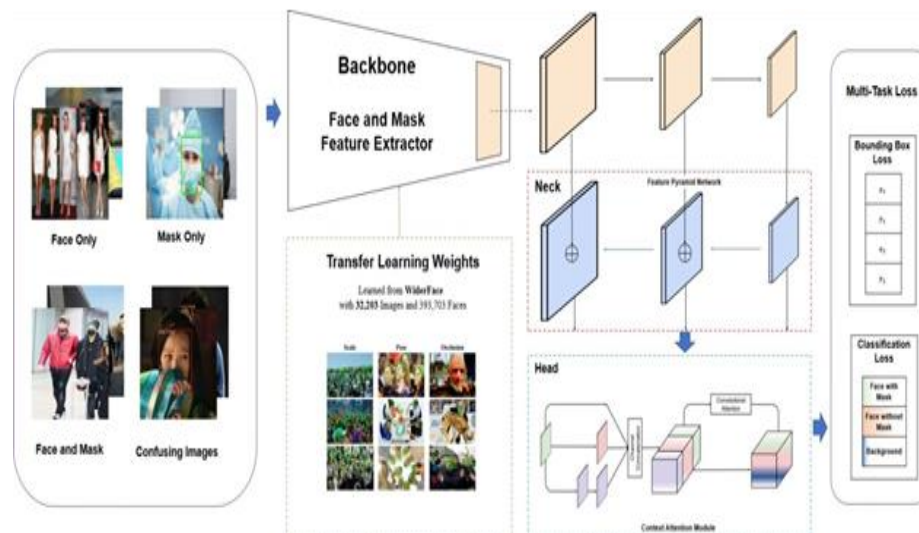 Face Only
Mask Only
Face and Mask
Confusing Images
Backbone
Face and Mask
Feature Extractor
Transfer Learning Weights
Learned from WiderFace
with 32,203 Images and 393,703 Faces
Scale
Pose
Occlusion
Neck
Feature Pyramid Network
Head
Channel
Concatenation
Convolutional
Attention
Context Attention Module
Multi-Task Loss
Bounding Box
Loss
Classification
Loss
Face with
Mask
Face without
Mask
Background